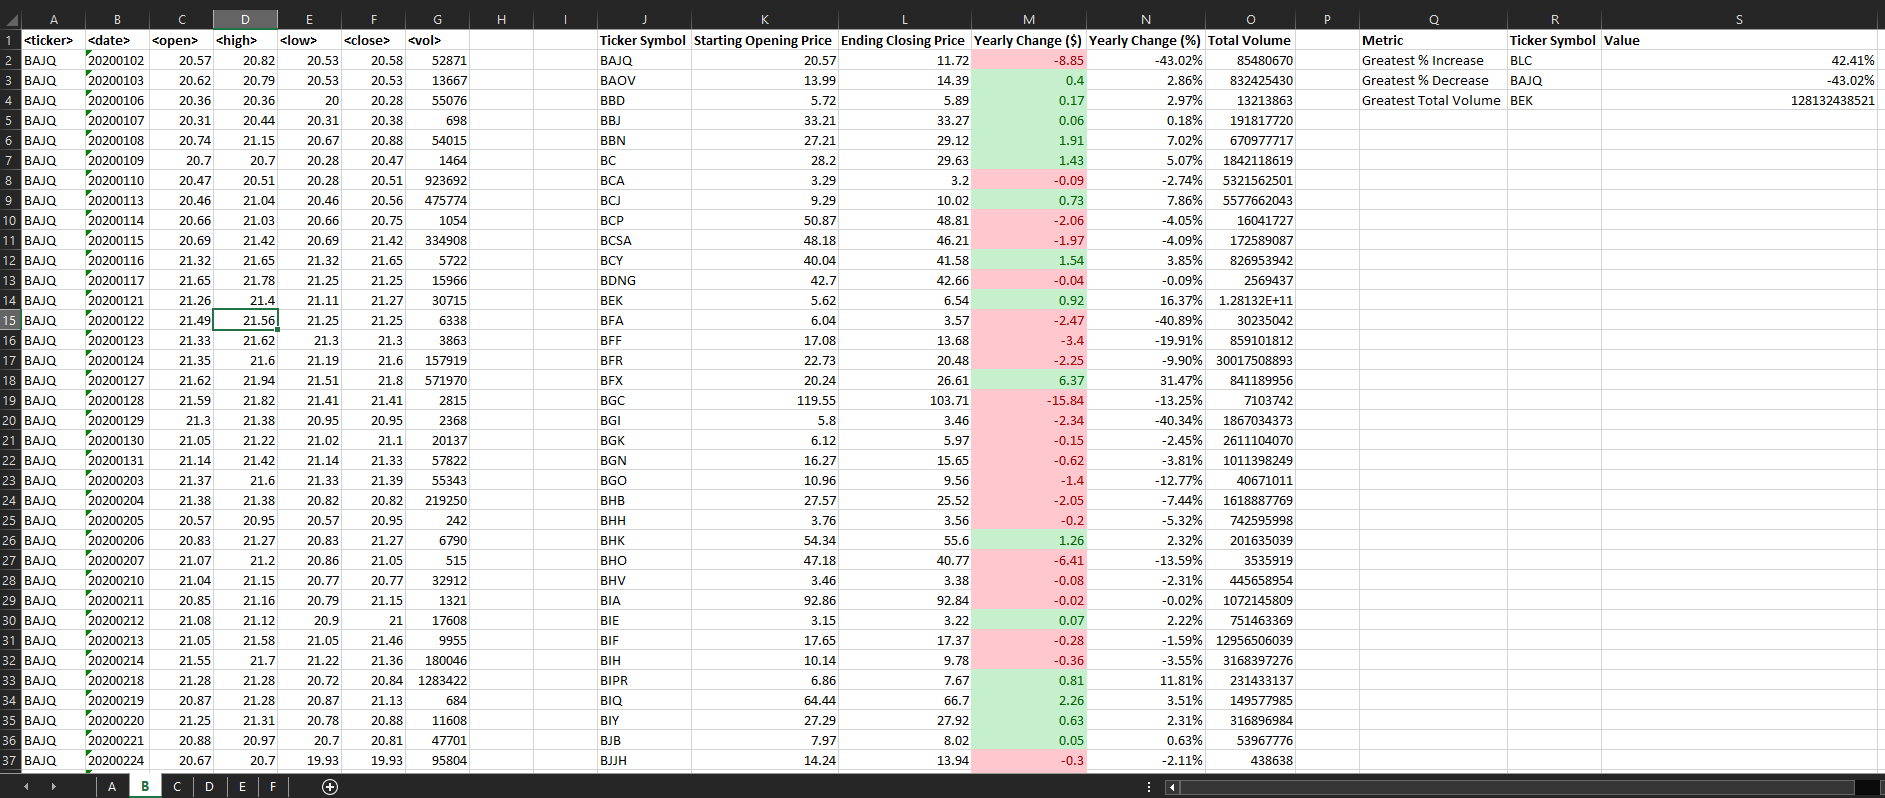 A B C D E F G H I J K L M N O P Q R S
1 <ticker> <date> <open> <high> <low> <close> <vol> Ticker Symbol Starting Opening Price Ending Closing Price Yearly Change ($) Yearly Change (%) Total Volume Metric Ticker Symbol Value
2 BAJQ 20200102 20.57 20.82 20.53 20.58 52871 BAJQ 20.57 11.72 -8.85 -43.02% 85480670 Greatest % Increase BLC 42.41%
3 BAJQ 20200103 20.62 20.79 20.53 20.53 13667 BAOV 13.99 14.39 0.4 2.86% 832425430 Greatest % Decrease BAJQ -43.02%
4 BAJQ 20200106 20.36 20.36 20 20.28 55076 BBD 5.72 5.89 0.17 2.97% 13213863 Greatest Total Volume BEK 128132438521
5 BAJQ 20200107 20.31 20.44 20.31 20.38 698 BBJ 33.21 33.27 0.06 0.18% 191817720
6 BAJQ 20200108 20.74 21.15 20.67 20.88 54015 BBN 27.21 29.12 1.91 7.02% 670977717
7 BAJQ 20200109 20.7 20.7 20.28 20.47 1464 BC 28.2 29.63 1.43 5.07% 1842118619
8 BAJQ 20200110 20.47 20.51 20.28 20.51 923692 BCA 3.29 3.2 -0.09 -2.74% 5321562501
9 BAJQ 20200113 20.46 21.04 20.46 20.56 475774 BCJ 9.29 10.02 0.73 7.86% 5577662043
10 BAJQ 20200114 20.66 21.03 20.66 20.75 1054 BCP 50.87 48.81 -2.06 -4.05% 16041727
11 BAJQ 20200115 20.69 21.42 20.69 21.42 334908 BCSA 48.18 46.21 -1.97 -4.09% 172589087
12 BAJQ 20200116 21.32 21.65 21.32 21.65 5722 BCY 40.04 41.58 1.54 3.85% 826953942
13 BAJQ 20200117 21.65 21.78 21.25 21.25 15966 BDNG 42.7 42.66 -0.04 -0.09% 2569437
14 BAJQ 20200121 21.26 21.4 21.11 21.27 30715 BEK 5.62 6.54 0.92 16.37% 1.28132E+11
15 BAJQ 20200122 21.49 21.56 21.25 21.25 6338 BFA 6.04 3.57 -2.47 -40.89% 30235042
16 BAJQ 20200123 21.33 21.62 21.3 21.3 3863 BFF 17.08 13.68 -3.4 -19.91% 859101812
17 BAJQ 20200124 21.35 21.6 21.19 21.6 157919 BFR 22.73 20.48 -2.25 -9.90% 30017508893
18 BAJQ 20200127 21.62 21.94 21.51 21.8 571970 BFX 20.24 26.61 6.37 31.47% 841189956
19 BAJQ 20200128 21.59 21.82 21.41 21.41 2815 BGC 119.55 103.71 -15.84 -13.25% 7103742
20 BAJQ 20200129 21.3 21.38 20.95 20.95 2368 BGI 5.8 3.46 -2.34 -40.34% 1867034373
21 BAJQ 20200130 21.05 21.22 21.02 21.1 20137 BGK 6.12 5.97 -0.15 -2.45% 2611104070
22 BAJQ 20200131 21.14 21.42 21.14 21.33 57822 BGN 16.27 15.65 -0.62 -3.81% 1011398249
23 BAJQ 20200203 21.37 21.6 21.33 21.39 55343 BGO 10.96 9.56 -1.4 -12.77% 40671011
24 BAJQ 20200204 21.38 21.38 20.82 20.82 219250 BHB 27.57 25.52 -2.05 -7.44% 1618887769
25 BAJQ 20200205 20.57 20.95 20.57 20.95 242 BHH 3.76 3.56 -0.2 -5.32% 742595998
26 BAJQ 20200206 20.83 21.27 20.83 21.27 6790 BHK 54.34 55.6 1.26 2.32% 201635039
27 BAJQ 20200207 21.07 21.2 20.86 21.05 515 BHO 47.18 40.77 -6.41 -13.59% 3535919
28 BAJQ 20200210 21.04 21.15 20.77 20.77 32912 BHV 3.46 3.38 -0.08 -2.31% 445658954
29 BAJQ 20200211 20.85 21.16 20.79 21.15 1321 BIA 92.86 92.84 -0.02 -0.02% 1072145809
30 BAJQ 20200212 21.08 21.12 20.9 21 17608 BIE 3.15 3.22 0.07 2.22% 751463369
31 BAJQ 20200213 21.05 21.58 21.05 21.46 9955 BIF 17.65 17.37 -0.28 -1.59% 12956506039
32 BAJQ 20200214 21.55 21.7 21.22 21.36 180046 BIH 10.14 9.78 -0.36 -3.55% 3168397276
33 BAJQ 20200218 21.28 21.28 20.72 20.84 1283422 BIPR 6.86 7.67 0.81 11.81% 231433137
34 BAJQ 20200219 20.87 21.28 20.87 21.13 684 BIQ 64.44 66.7 2.26 3.51% 149577985
35 BAJQ 20200220 21.25 21.31 20.78 20.88 11608 BIY 27.29 27.92 0.63 2.31% 316896984
36 BAJQ 20200221 20.88 20.97 20.7 20.81 47701 BJB 7.97 8.02 0.05 0.63% 53967776
37 BAJQ 20200224 20.67 20.7 19.93 19.93 95804 BJJH 14.24 13.94 -0.3 -2.11% 438638
A B C D E F